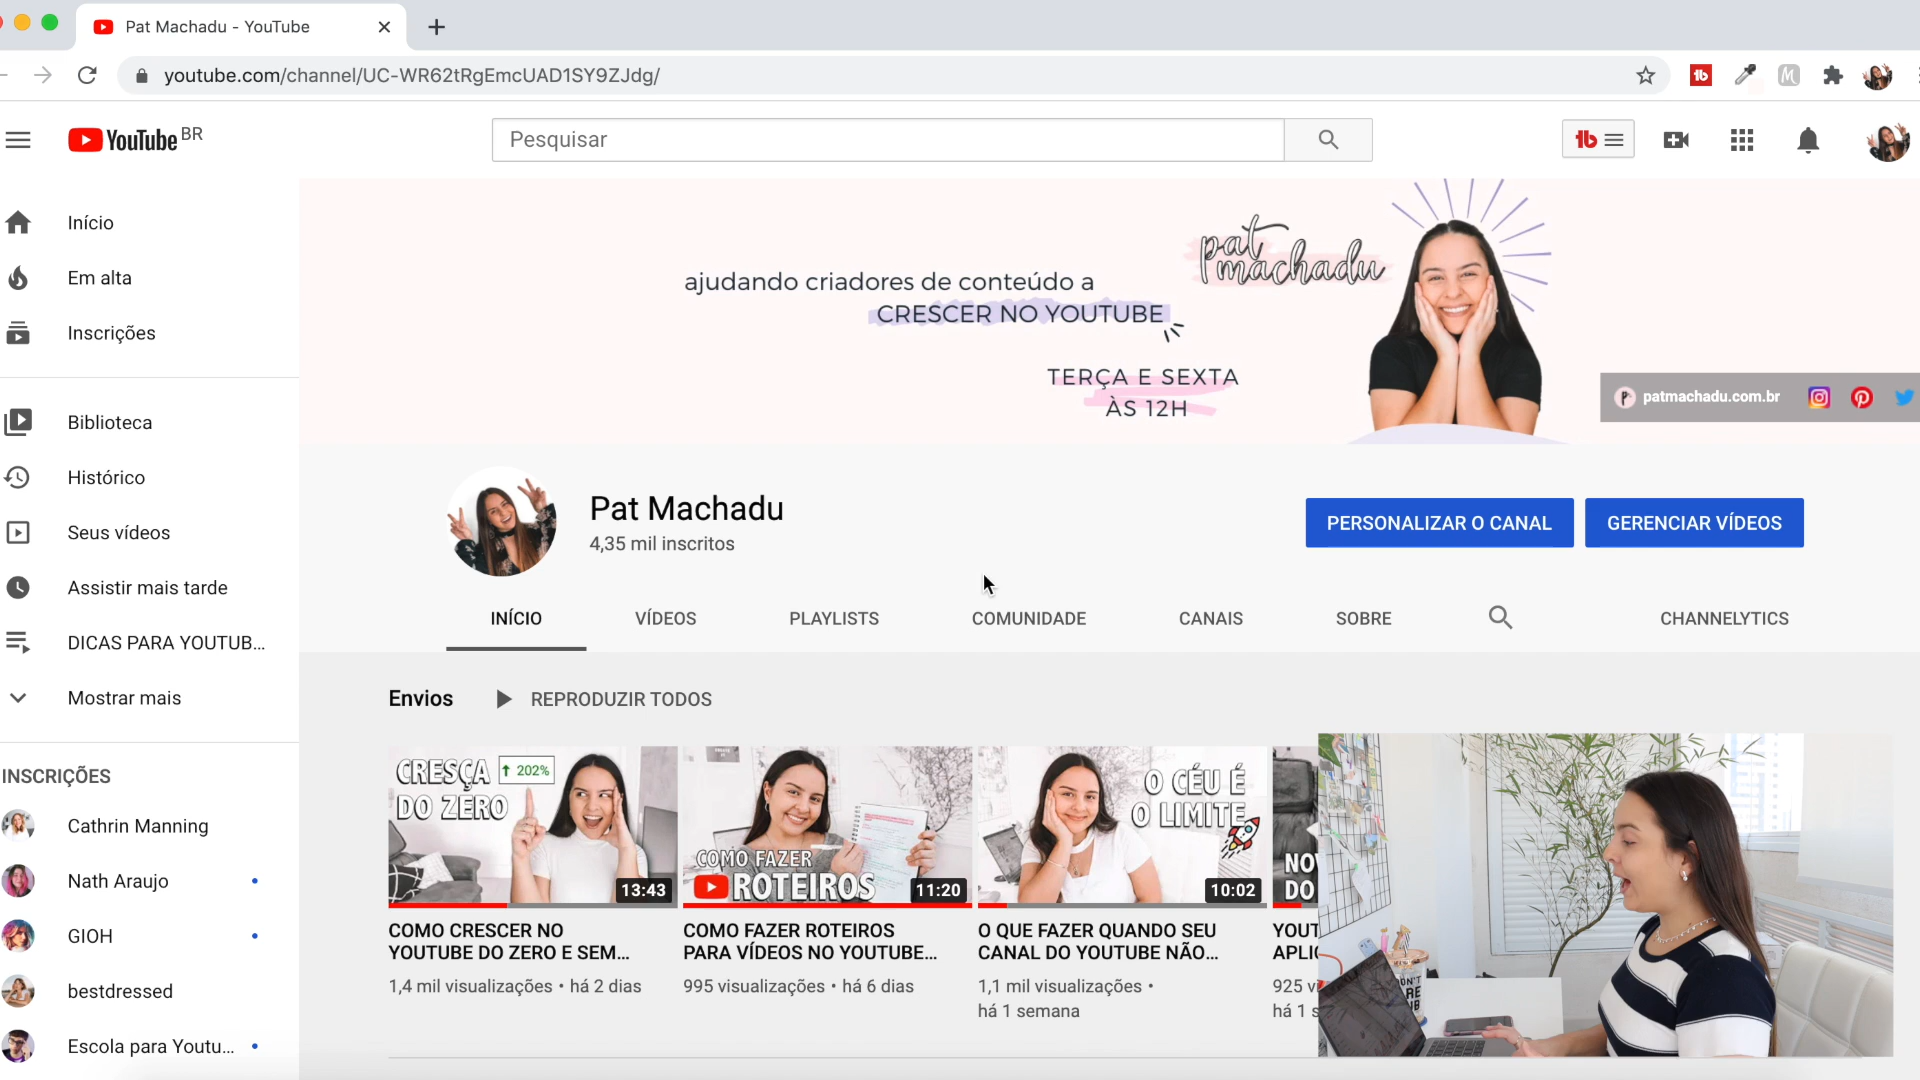 Pat Machadu - YouTube
youtube.com/channel/UC-WR62tRgEmcUAD1SY9ZJdg/
YouTube BR
Pesquisar
Início
Em alta
Inscrições
Biblioteca
Histórico
Seus vídeos
Assistir mais tarde
DICAS PARA YOUTUB...
Mostrar mais
INSCRIÇÕES
Cathrin Manning
Nath Araujo
GIOH
bestdressed
Escola para Youtu...
pat
machadu
ajudando criadores de conteúdo a
CRESCER NO YOUTUBE
TERÇA E SEXTA
ÀS 12H
patmachadu.com.br
Pat Machadu
4,35 mil inscritos
PERSONALIZAR O CANAL
GERENCIAR VÍDEOS
INÍCIO
VÍDEOS
PLAYLISTS
COMUNIDADE
CANAIS
SOBRE
CHANNELYTICS
Envios
REPRODUZIR TODOS
CRESÇA
202%
DO ZERO
13:43
COMO CRESCER NO
YOUTUBE DO ZERO E SEM...
1,4 mil visualizações • há 2 dias
COMO FAZER
ROTEIROS
11:20
COMO FAZER ROTEIROS
PARA VÍDEOS NO YOUTUBE...
995 visualizações • há 6 dias
O CÉU É
O LIMITE
10:02
O QUE FAZER QUANDO SEU
CANAL DO YOUTUBE NÃO...
1,1 mil visualizações •
há 1 semana
DO
925
há 1